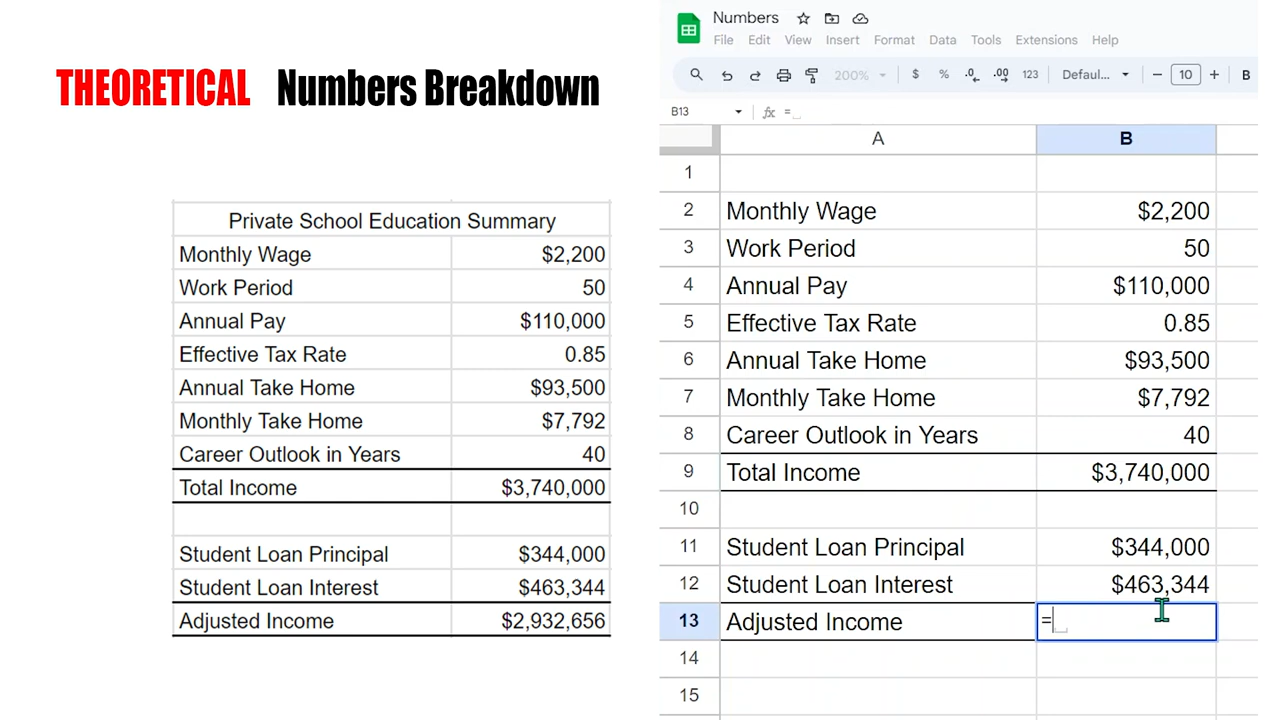 THEORETICAL Numbers Breakdown
Private School Education Summary
Monthly Wage $2,200
Work Period 50
Annual Pay $110,000
Effective Tax Rate 0.85
Annual Take Home $93,500
Monthly Take Home $7,792
Career Outlook in Years 40
Total Income $3,740,000
Student Loan Principal $344,000
Student Loan Interest $463,344
Adjusted Income $2,932,656
Numbers
File Edit View Insert Format Data Tools Extensions Help
200% $ % .0 .00 123 Defaul... − 10 + B
B13 fx =
A B
1
2 Monthly Wage $2,200
3 Work Period 50
4 Annual Pay $110,000
5 Effective Tax Rate 0.85
6 Annual Take Home $93,500
7 Monthly Take Home $7,792
8 Career Outlook in Years 40
9 Total Income $3,740,000
10
11 Student Loan Principal $344,000
12 Student Loan Interest $463,344
13 Adjusted Income =
14
15